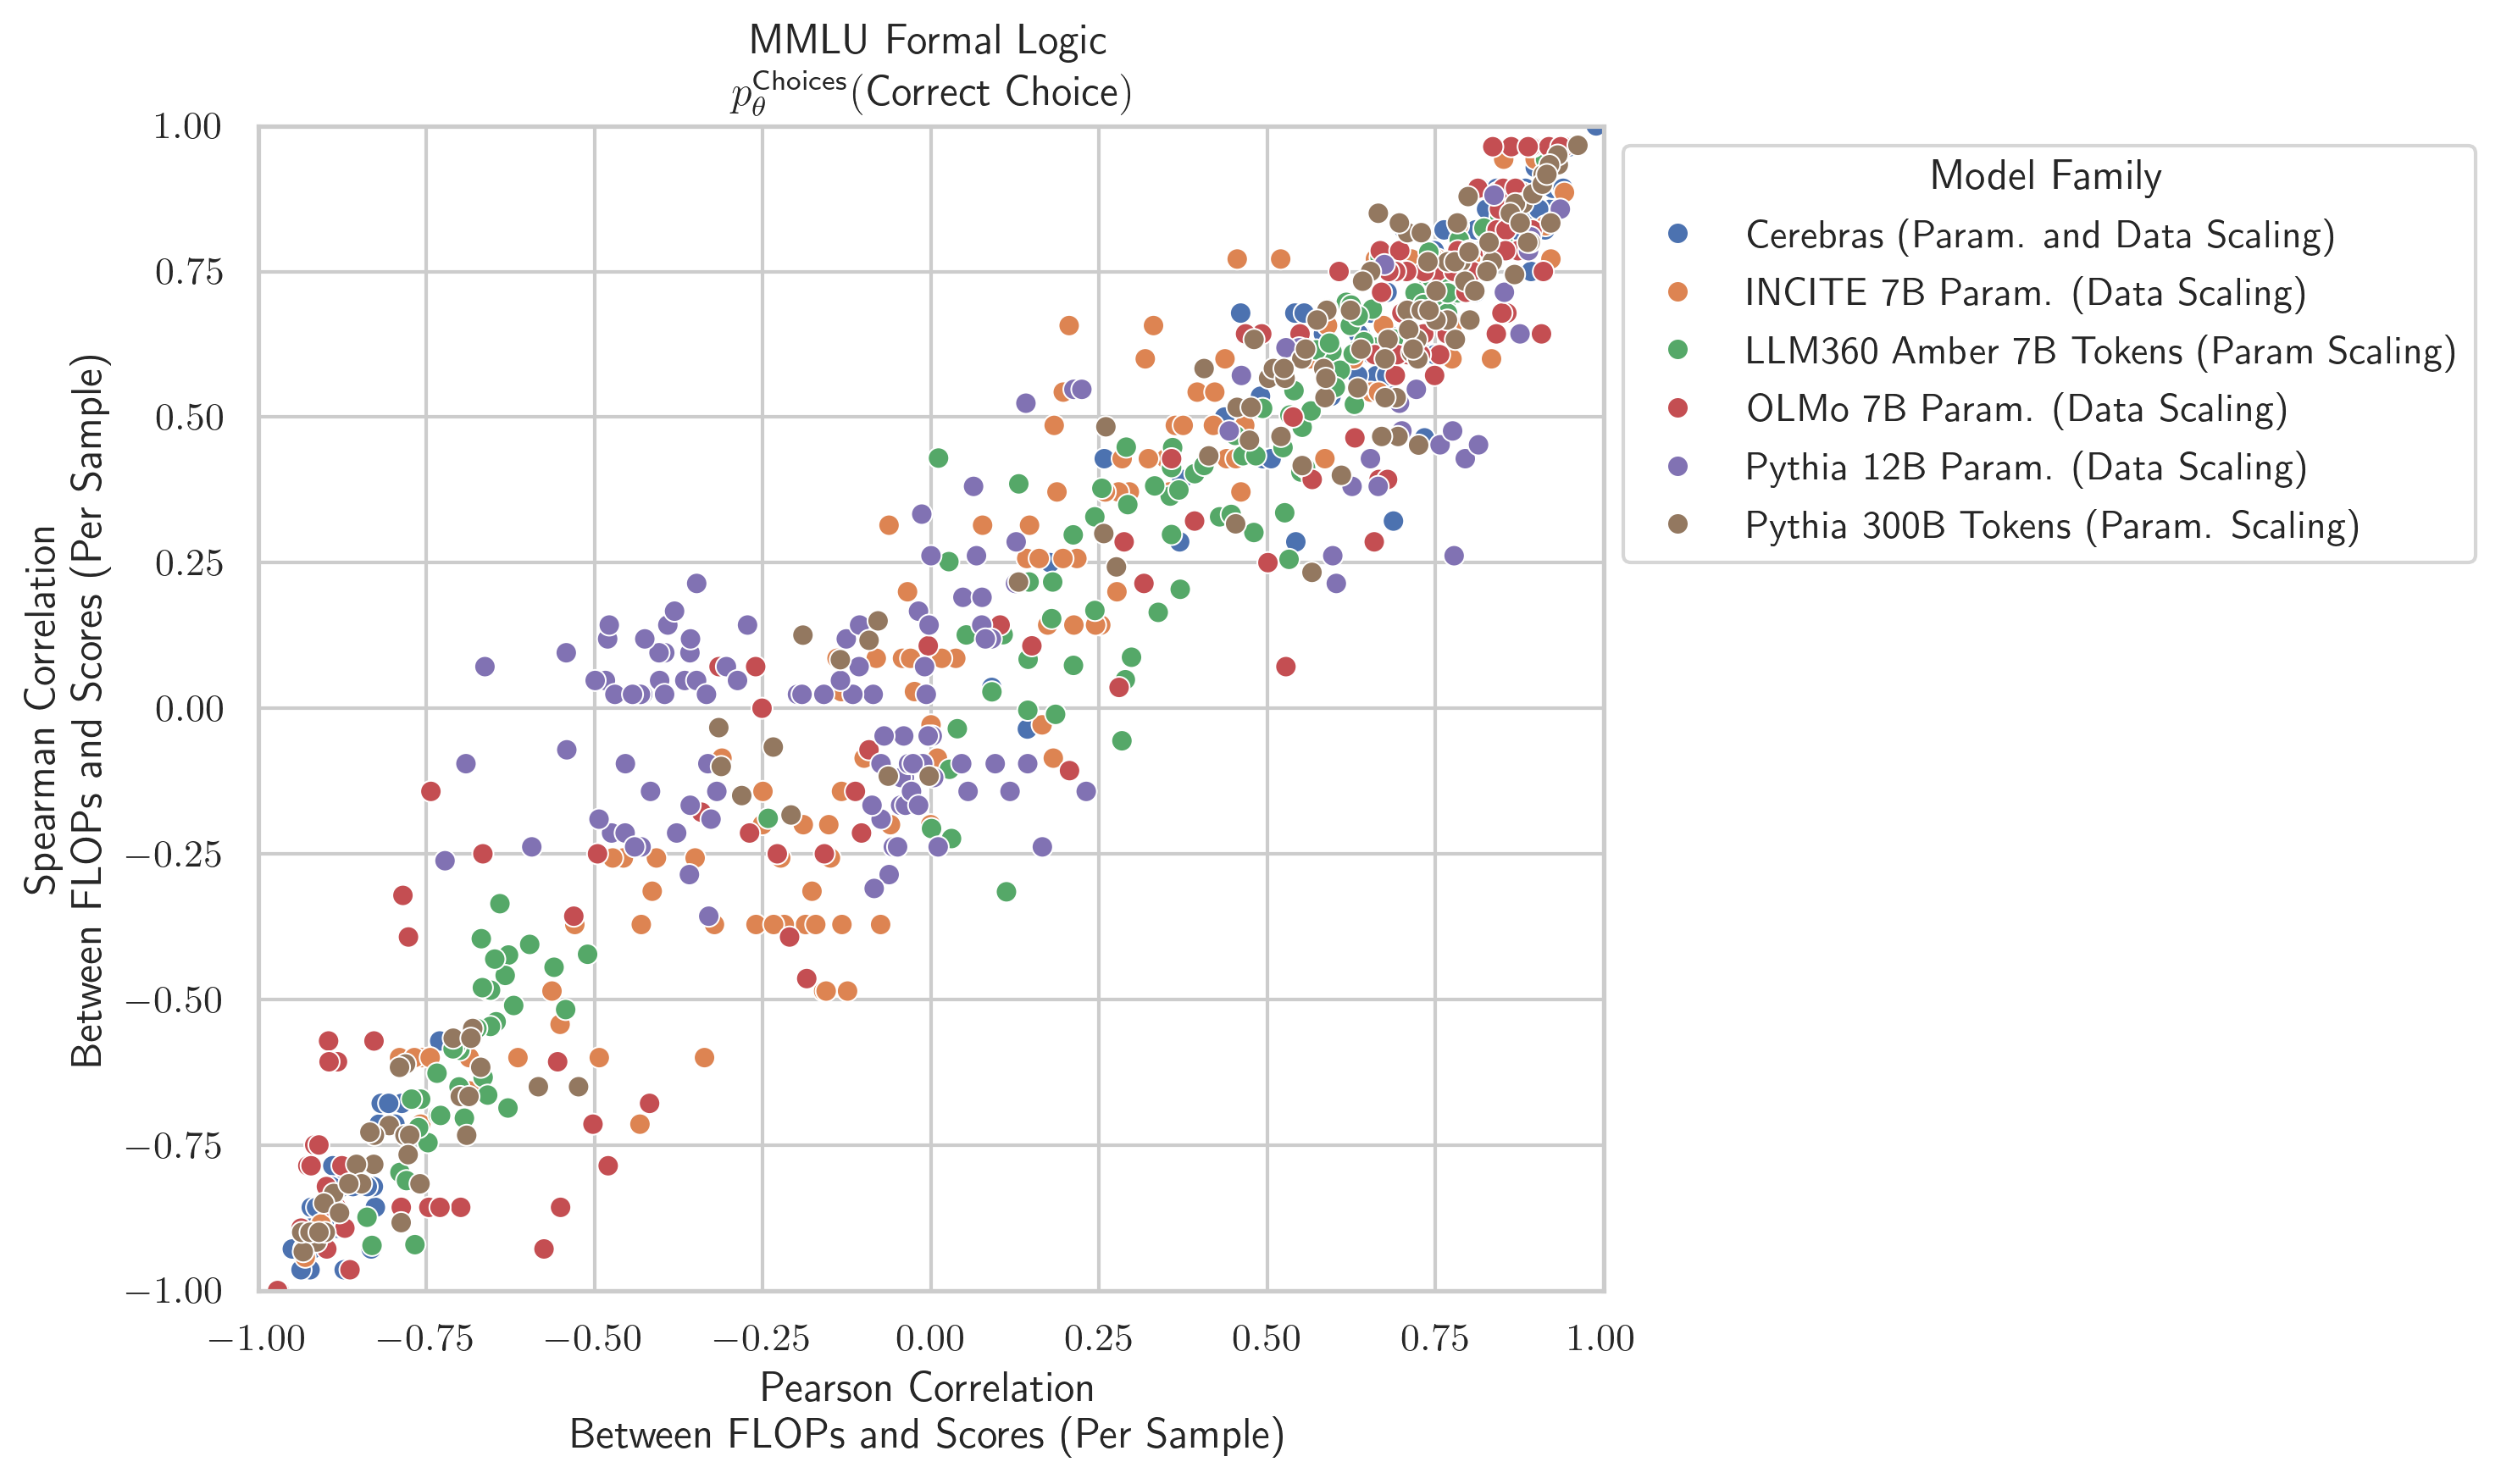 MMLU Formal Logic
p_θ^Choices(Correct Choice)
1.00
0.75
0.50
0.25
0.00
−0.25
−0.50
−0.75
−1.00
Spearman Correlation
Between FLOPs and Scores (Per Sample)
−1.00 −0.75 −0.50 −0.25 0.00 0.25 0.50 0.75 1.00
Pearson Correlation
Between FLOPs and Scores (Per Sample)
Model Family
Cerebras (Param. and Data Scaling)
INCITE 7B Param. (Data Scaling)
LLM360 Amber 7B Tokens (Param Scaling)
OLMo 7B Param. (Data Scaling)
Pythia 12B Param. (Data Scaling)
Pythia 300B Tokens (Param. Scaling)